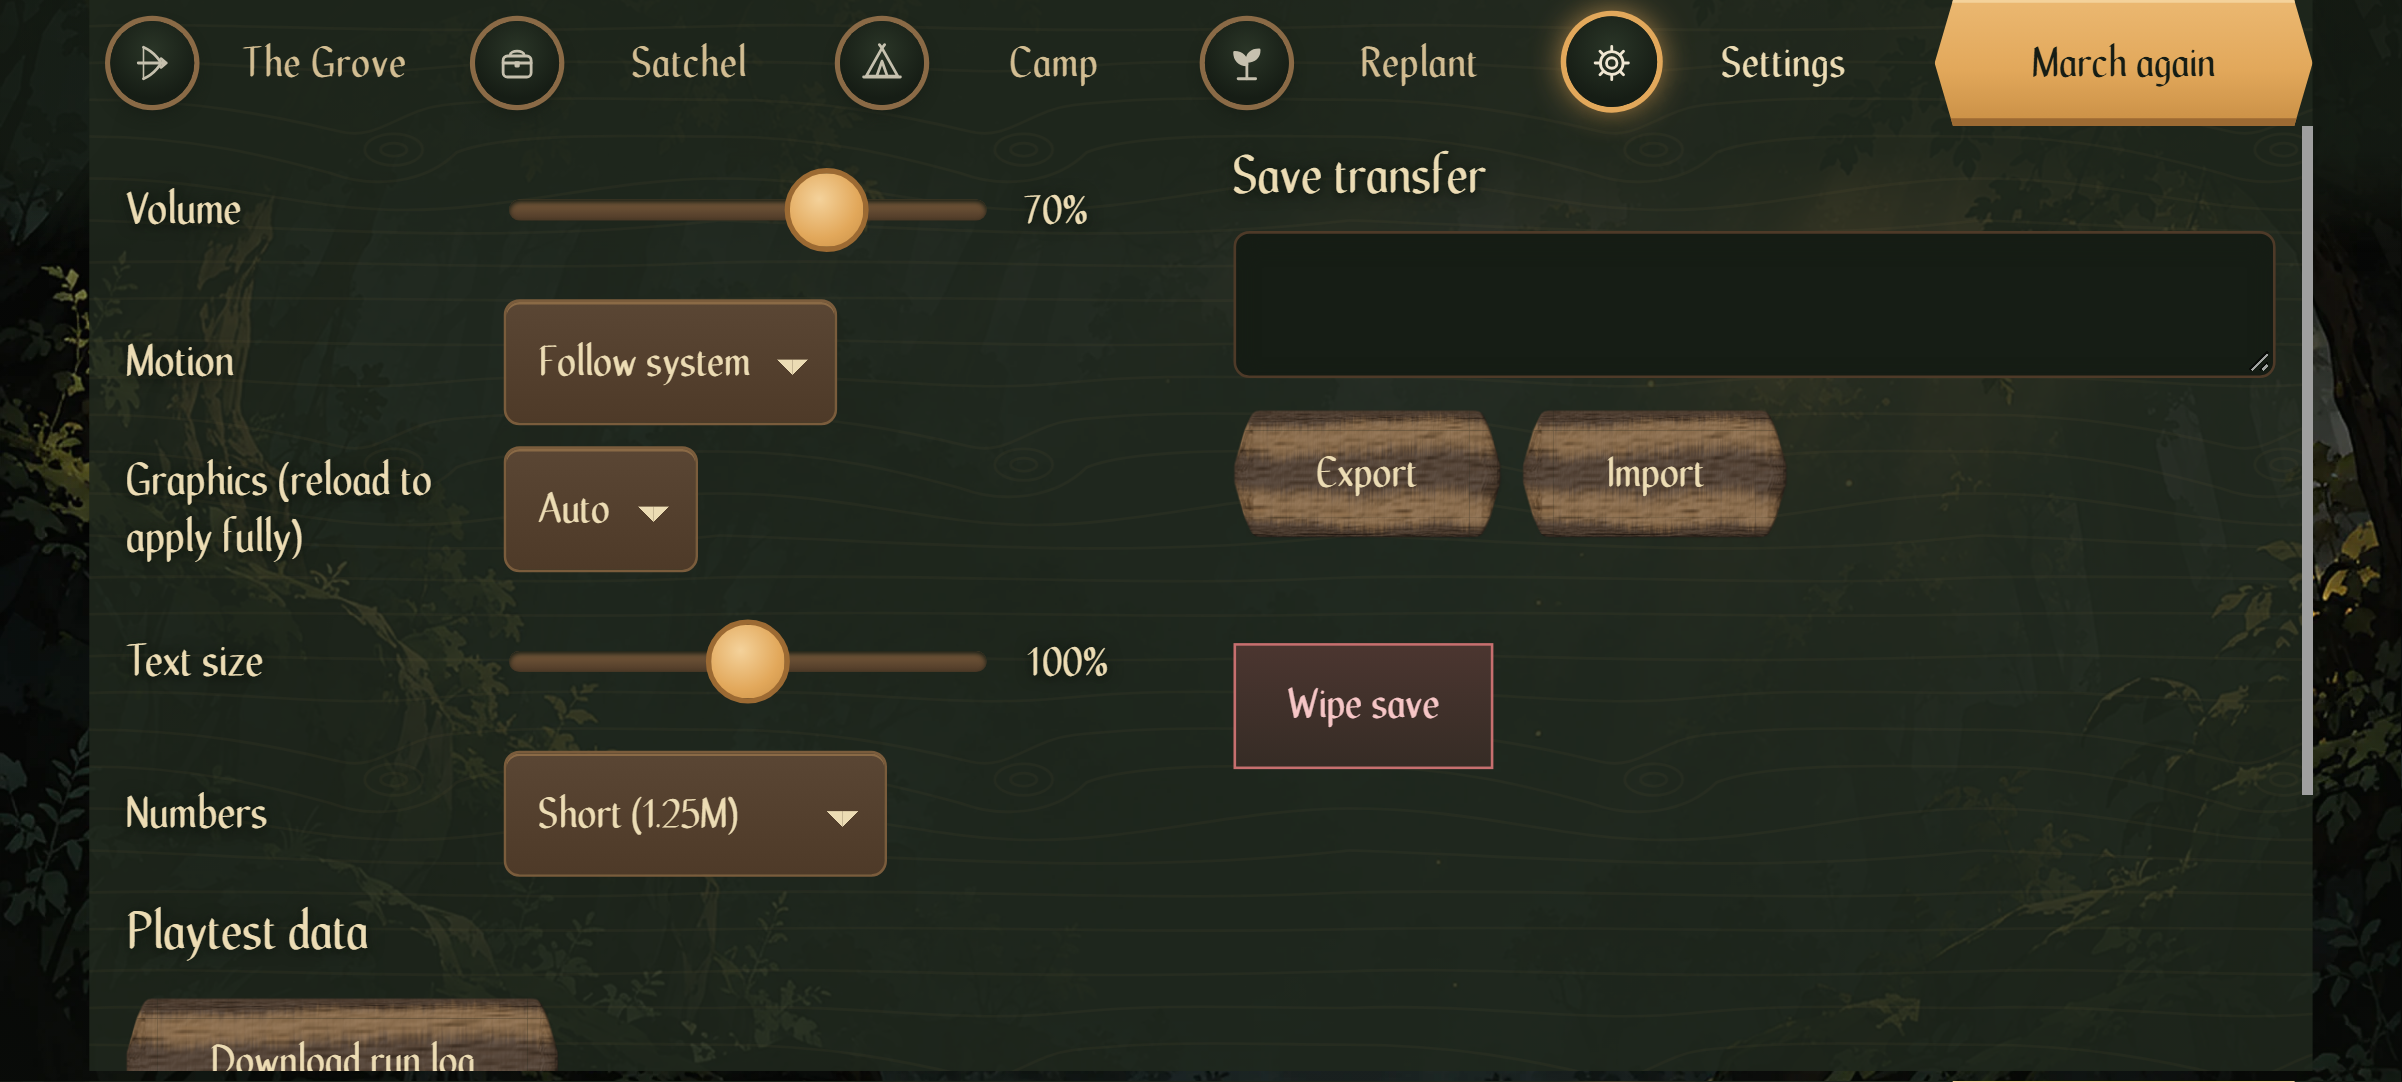 The Grove
Satchel
Camp
Replant
Settings
March again
Volume
70%
Motion
Follow system
Graphics (reload to
apply fully)
Auto
Text size
100%
Numbers
Short (1.25M)
Playtest data
Download run log
Save transfer
Export
Import
Wipe save